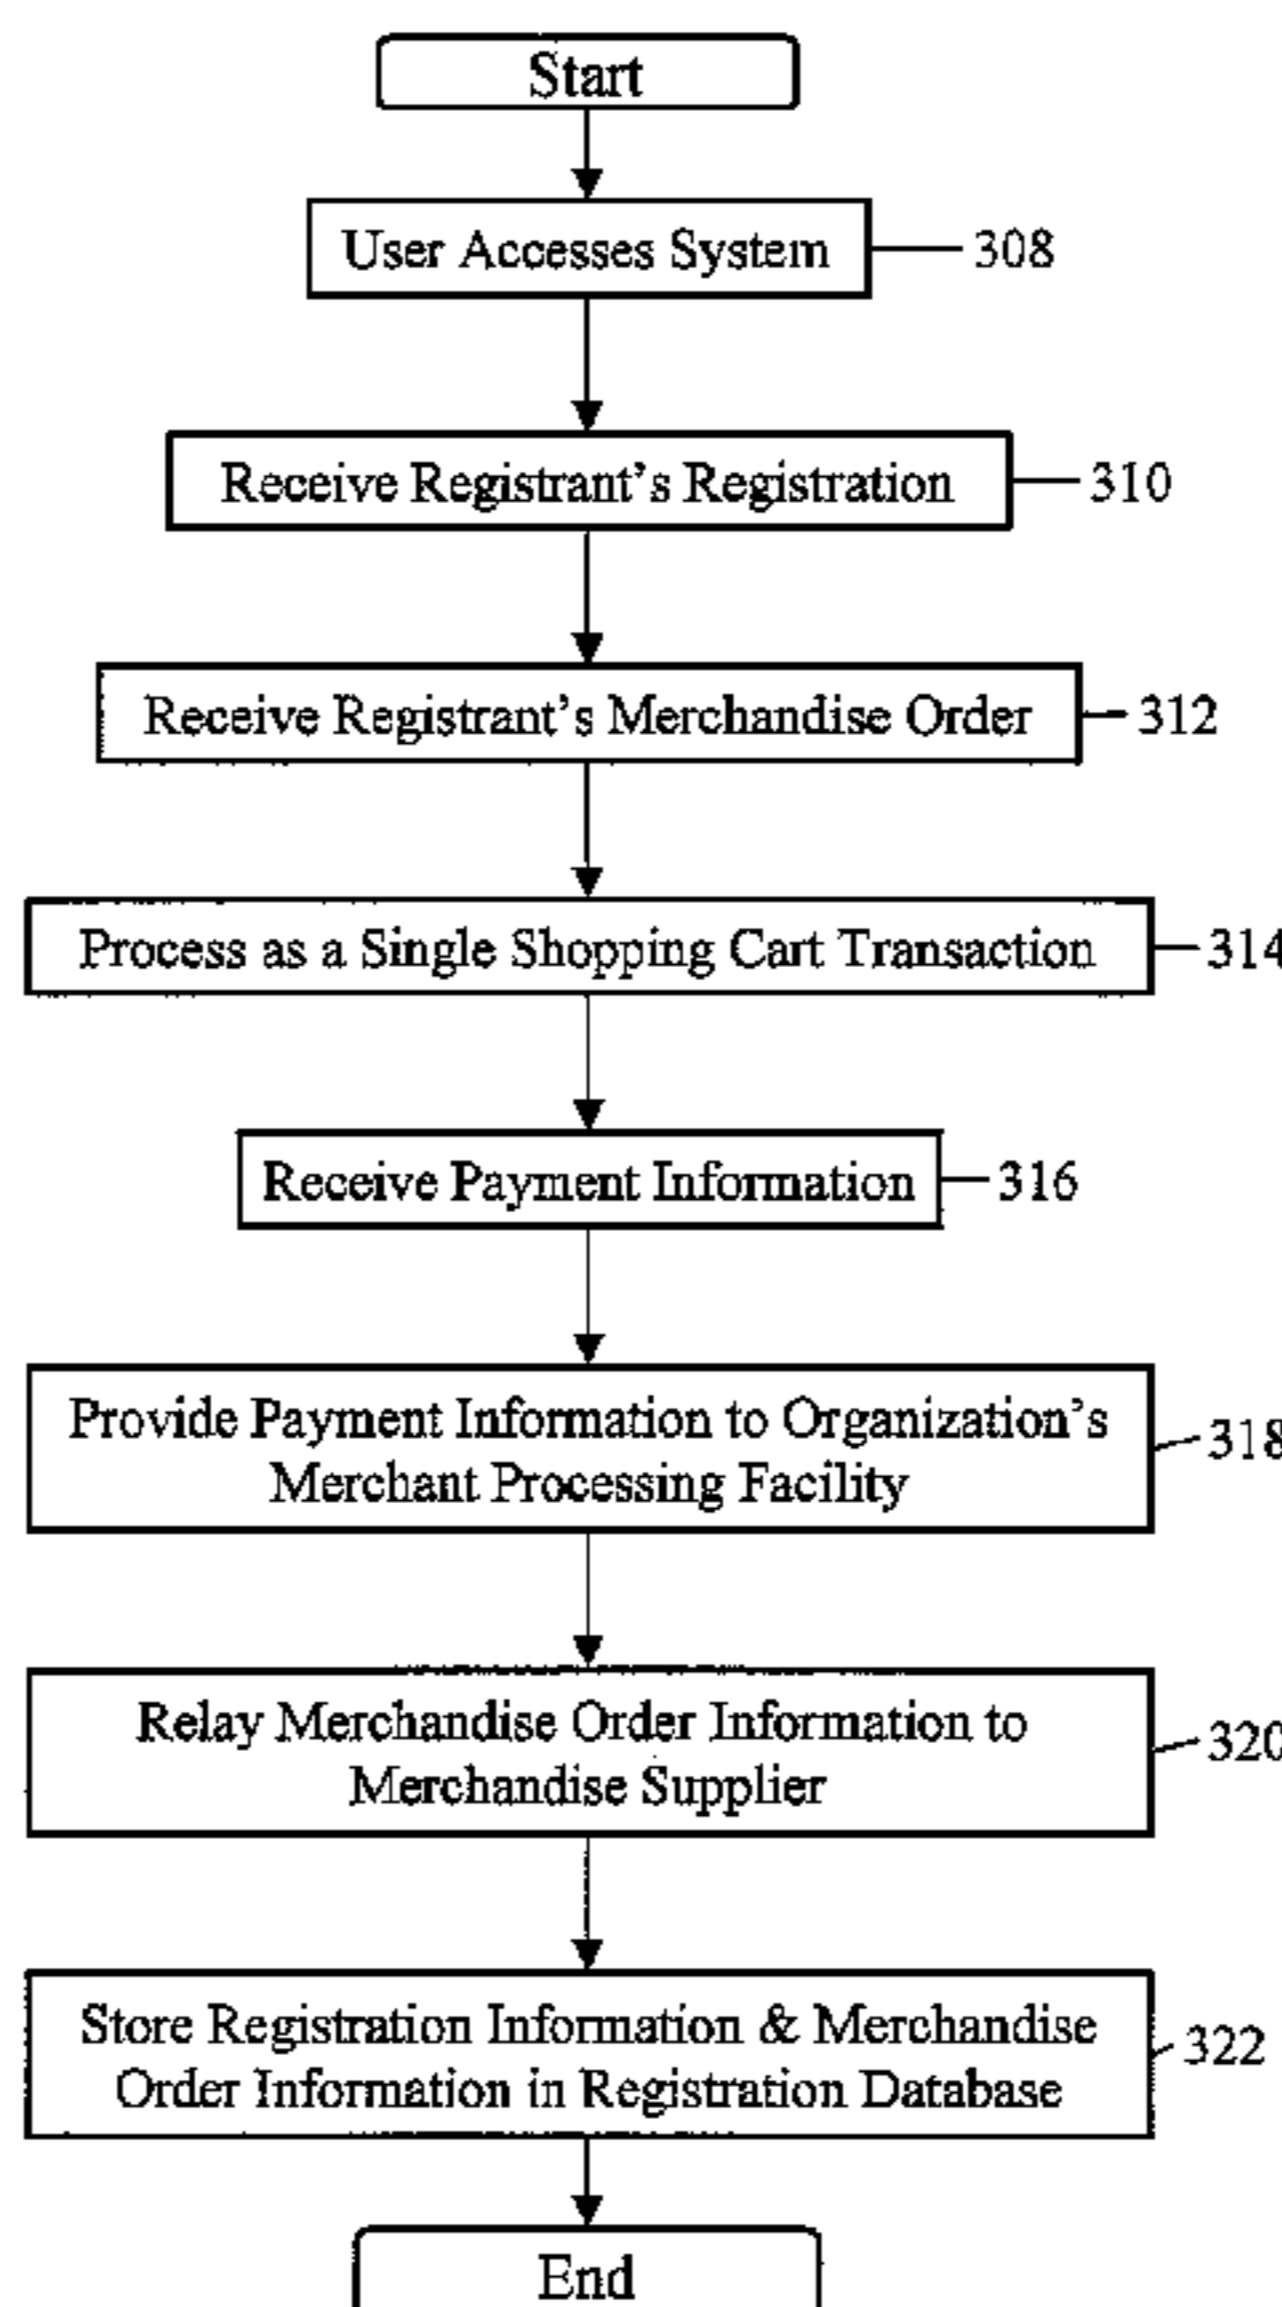 Start
User Accesses System
308
Receive Registrant's Registration
310
Receive Registrant's Merchandise Order
312
Process as a Single Shopping Cart Transaction
314
Receive Payment Information
316
Provide Payment Information to Organization's
Merchant Processing Facility
318
Relay Merchandise Order Information to
Merchandise Supplier
320
Store Registration Information & Merchandise
Order Information in Registration Database
322
End